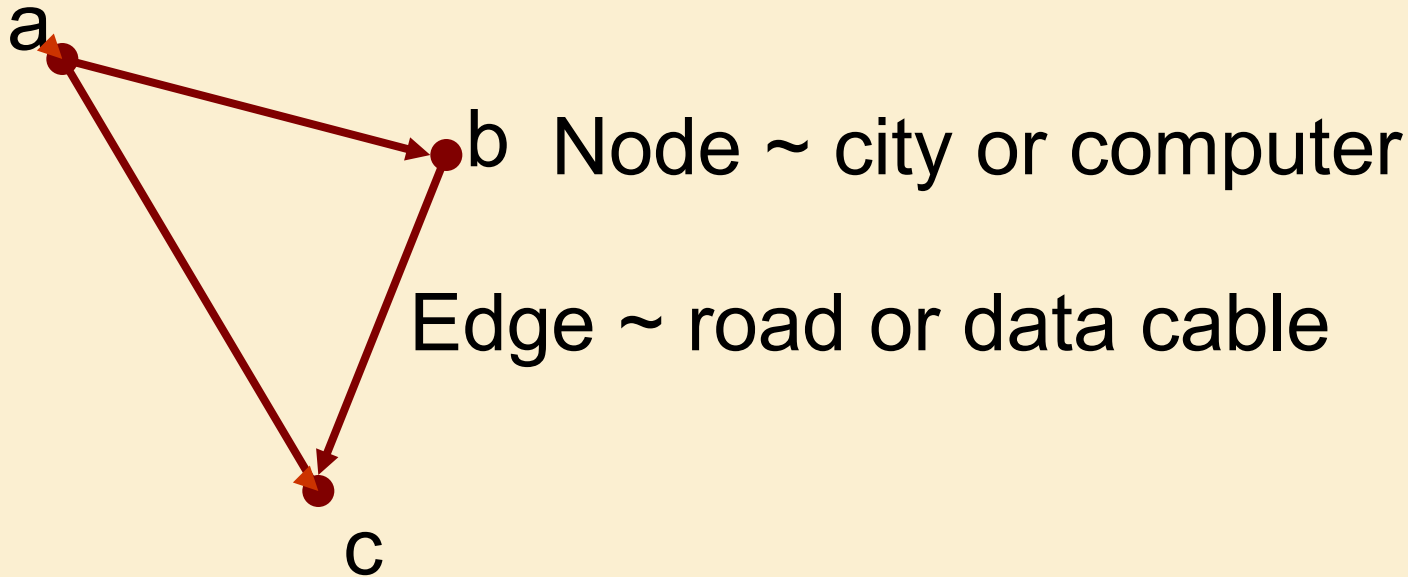 a
b Node ~ city or computer
Edge ~ road or data cable
c